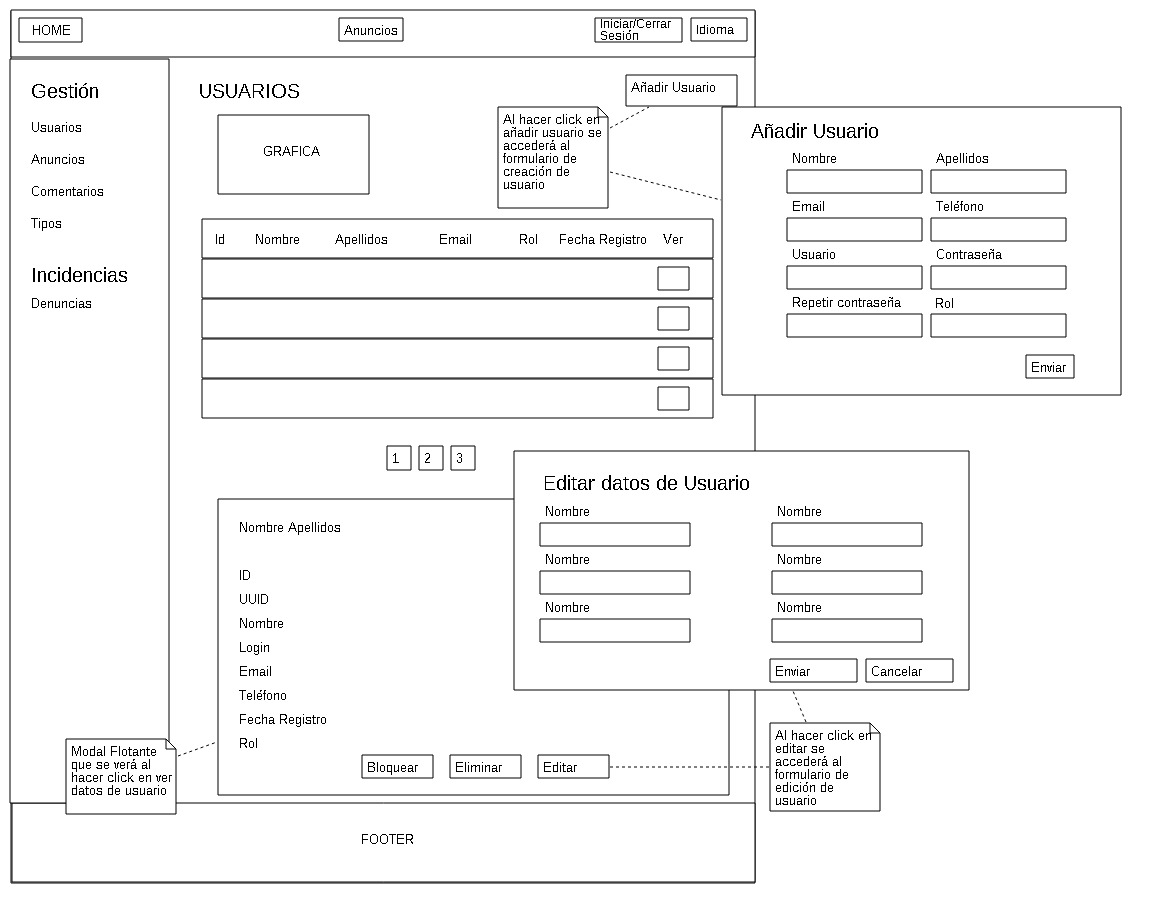 HOME
Anuncios
Iniciar/Cerrar
Sesión
Idioma
Gestión
Usuarios
Anuncios
Comentarios
Tipos
Incidencias
Denuncias
USUARIOS
GRAFICA
Añadir Usuario
Al hacer click en
añadir usuario se
accederá al
formulario de
creación de
usuario
Id Nombre Apellidos Email Rol Fecha Registro Ver
1 2 3
Añadir Usuario
Nombre Apellidos
Email Teléfono
Usuario Contraseña
Repetir contraseña Rol
Enviar
Editar datos de Usuario
Nombre Nombre
Nombre Nombre
Nombre Nombre
Enviar Cancelar
Nombre Apellidos
ID
UUID
Nombre
Login
Email
Teléfono
Fecha Registro
Rol
Bloquear Eliminar Editar
Modal Flotante
que se verá al
hacer click en ver
datos de usuario
Al hacer click en
editar se
accederá al
formulario de
edición de
usuario
FOOTER